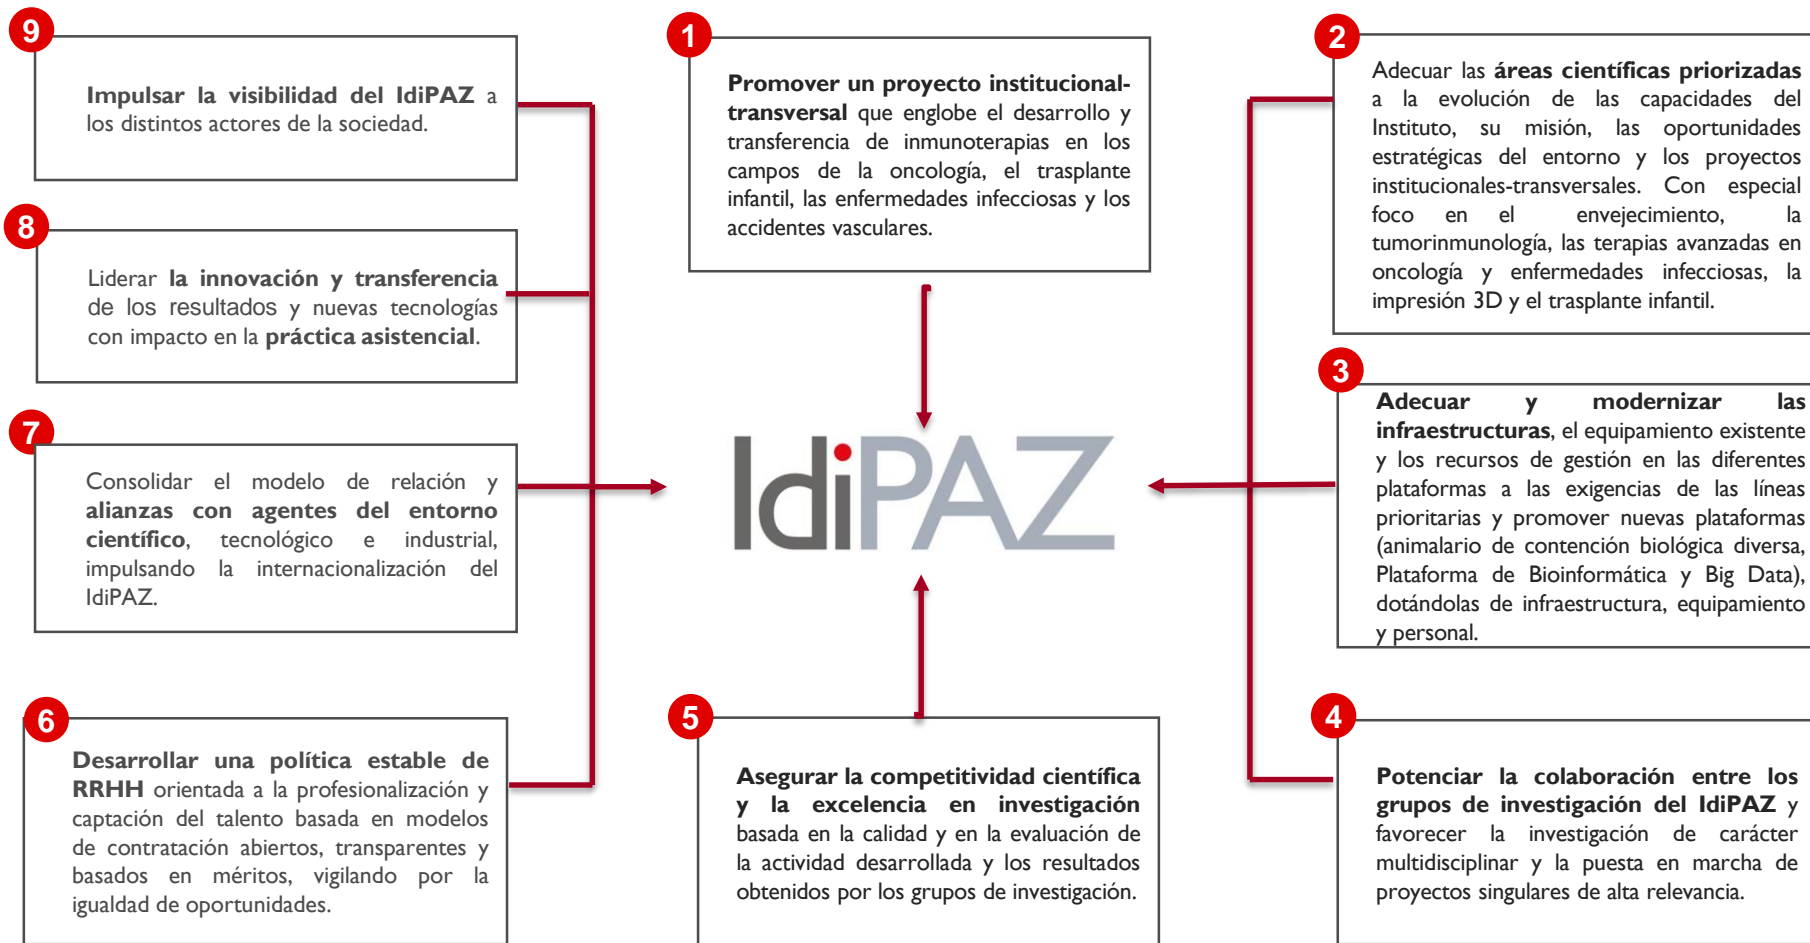 1
Promover un proyecto institucional-
transversal que englobe el desarrollo y
transferencia de inmunoterapias en los
campos de la oncología, el trasplante
infantil, las enfermedades infecciosas y los
accidentes vasculares.
2
Adecuar las áreas científicas priorizadas
a la evolución de las capacidades del
Instituto, su misión, las oportunidades
estratégicas del entorno y los proyectos
institucionales-transversales. Con especial
foco en el envejecimiento, la
tumorinmunología, las terapias avanzadas en
oncología y enfermedades infecciosas, la
impresión 3D y el trasplante infantil.
3
Adecuar y modernizar las
infraestructuras, el equipamiento existente
y los recursos de gestión en las diferentes
plataformas a las exigencias de las líneas
prioritarias y promover nuevas plataformas
(animalario de contención biológica diversa,
Plataforma de Bioinformática y Big Data),
dotándolas de infraestructura, equipamiento
y personal.
4
Potenciar la colaboración entre los
grupos de investigación del IdiPAZ y
favorecer la investigación de carácter
multidisciplinar y la puesta en marcha de
proyectos singulares de alta relevancia.
5
Asegurar la competitividad científica
y la excelencia en investigación
basada en la calidad y en la evaluación de
la actividad desarrollada y los resultados
obtenidos por los grupos de investigación.
6
Desarrollar una política estable de
RRHH orientada a la profesionalización y
captación del talento basada en modelos
de contratación abiertos, transparentes y
basados en méritos, vigilando por la
igualdad de oportunidades.
7
Consolidar el modelo de relación y
alianzas con agentes del entorno
científico, tecnológico e industrial,
impulsando la internacionalización del
IdiPAZ.
8
Liderar la innovación y transferencia
de los resultados y nuevas tecnologías
con impacto en la práctica asistencial.
9
Impulsar la visibilidad del IdiPAZ a
los distintos actores de la sociedad.
IdiPAZ